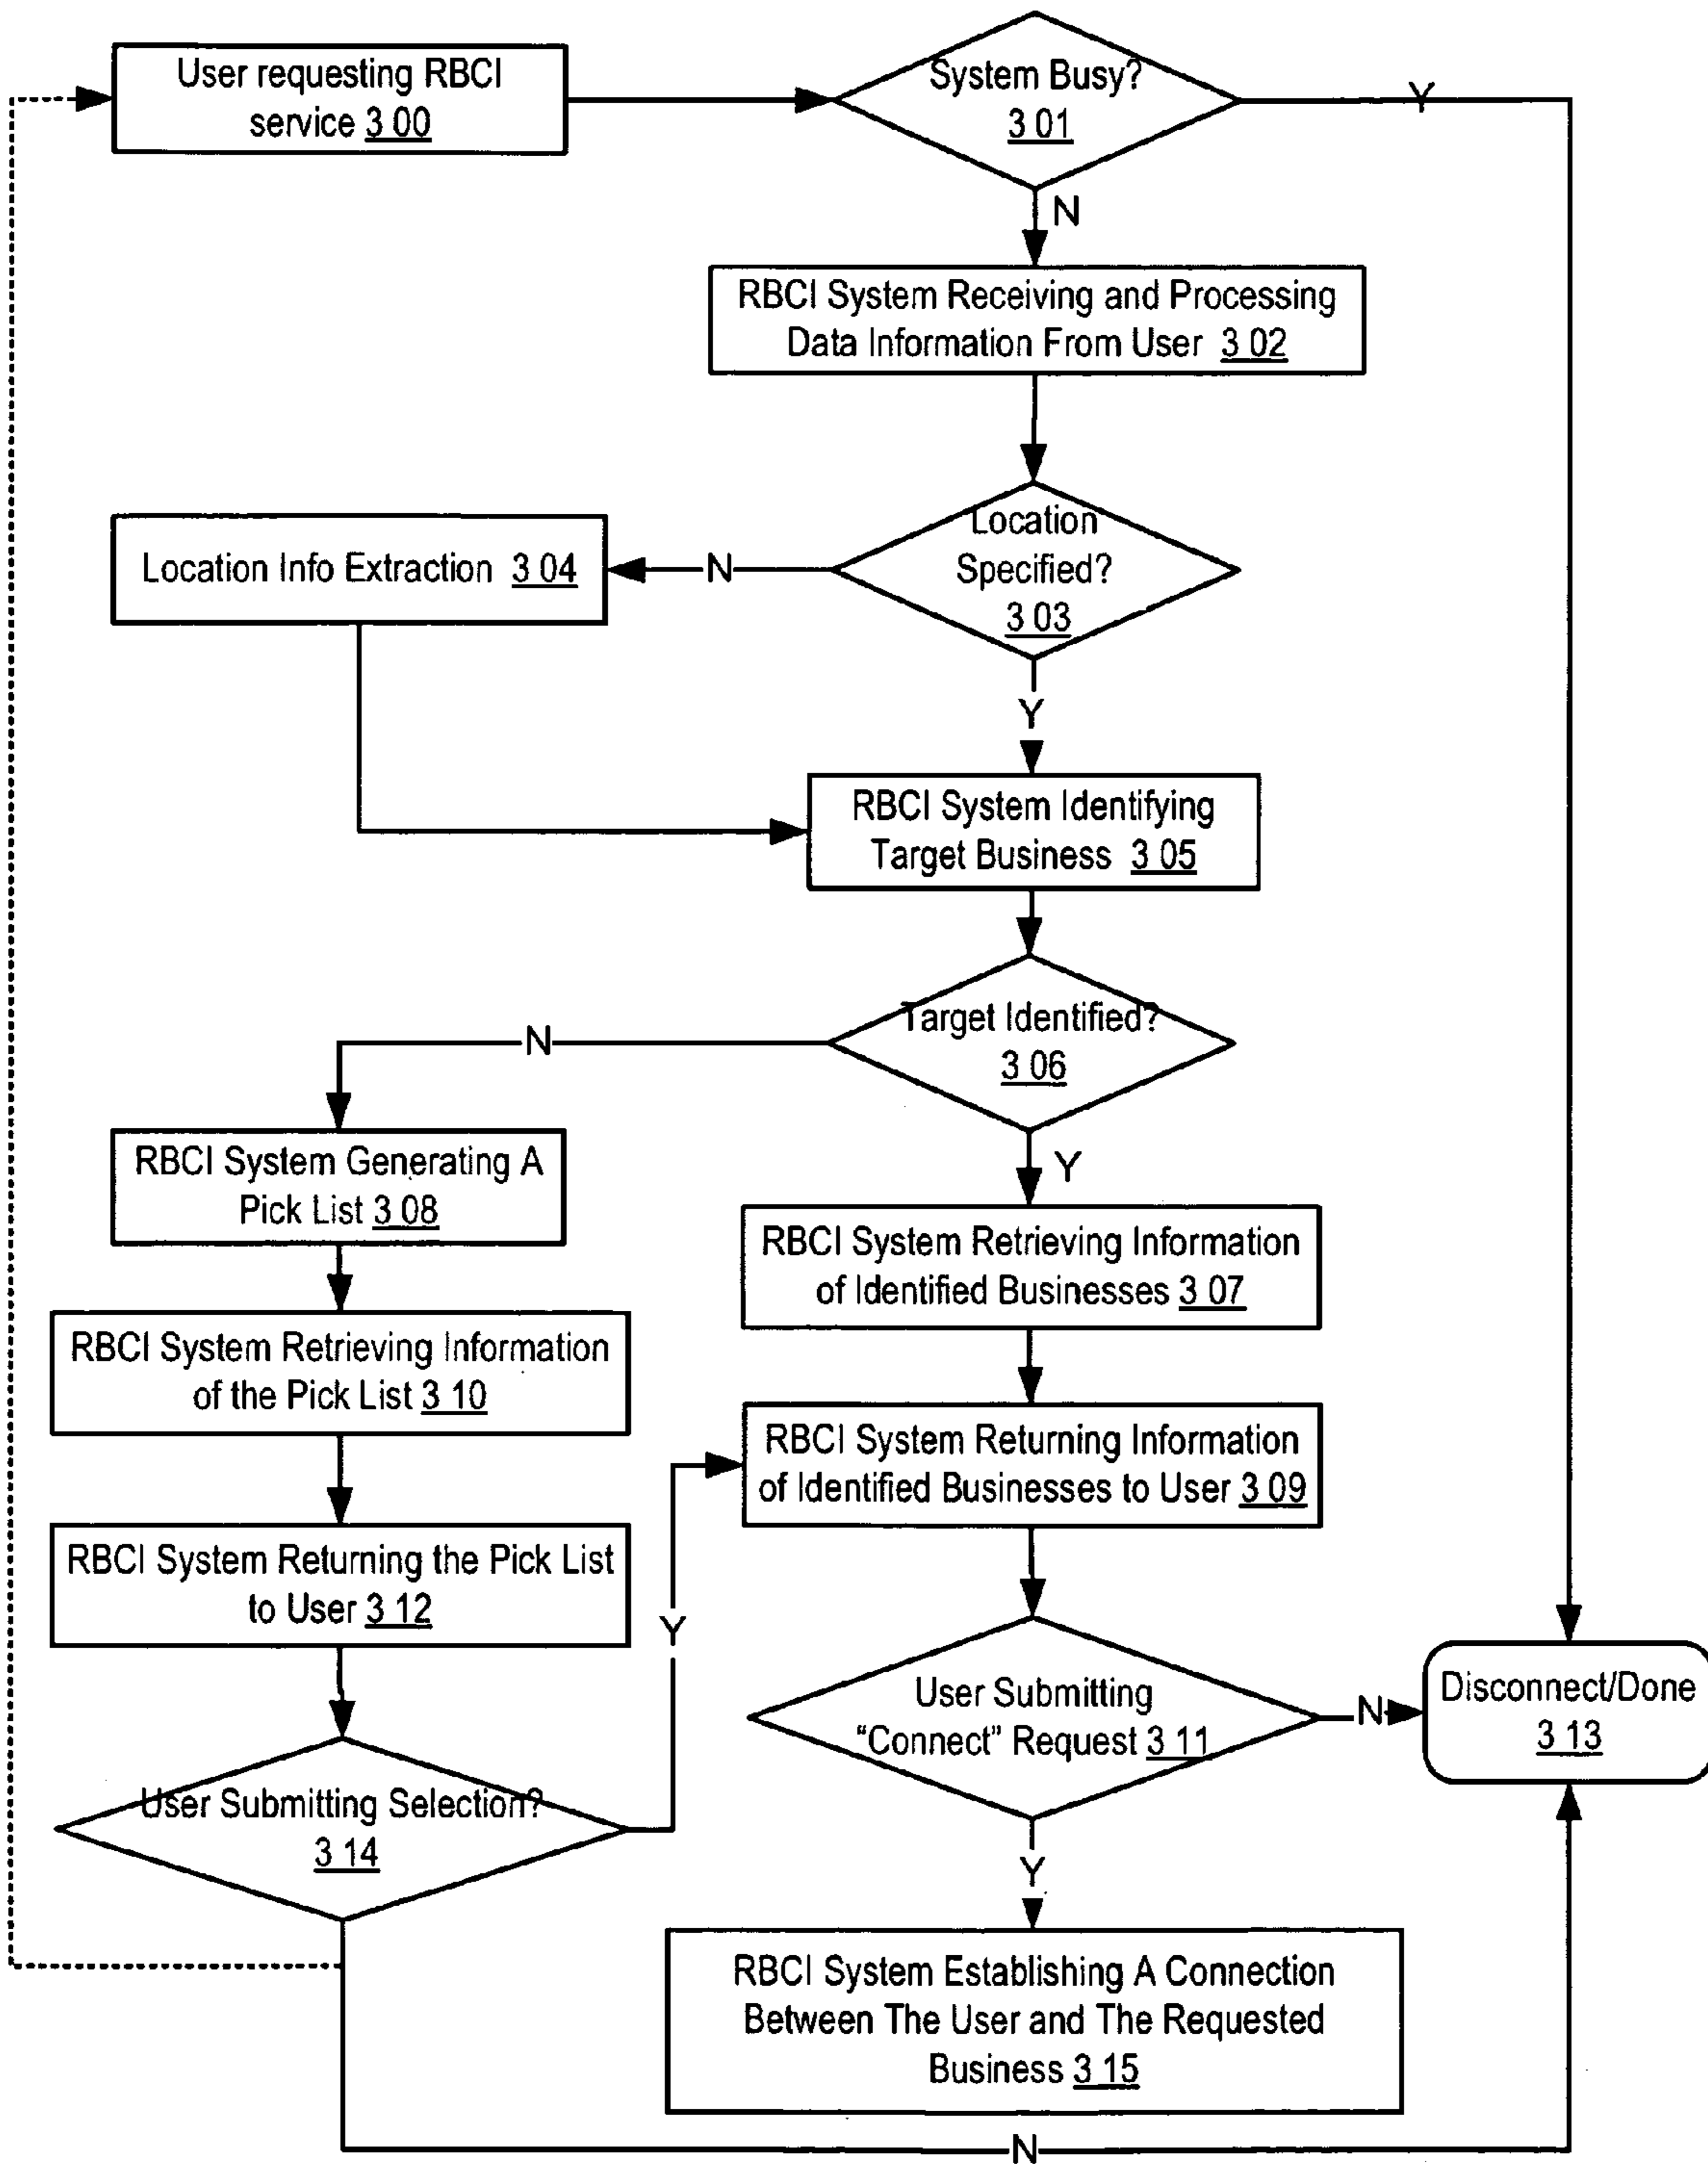 User requesting RBCI
service 3 00
System Busy?
3 01
Y
N
RBCI System Receiving and Processing
Data Information From User 3 02
Location
Specified?
3 03
N
Location Info Extraction 3 04
Y
RBCI System Identifying
Target Business 3 05
Target Identified?
3 06
N
Y
RBCI System Generating A
Pick List 3 08
RBCI System Retrieving Information
of Identified Businesses 3 07
RBCI System Retrieving Information
of the Pick List 3 10
RBCI System Returning Information
of Identified Businesses to User 3 09
RBCI System Returning the Pick List
to User 3 12
Y
User Submitting
“Connect” Request 3 11
N
Disconnect/Done
3 13
User Submitting Selection?
3 14
Y
RBCI System Establishing A Connection
Between The User and The Requested
Business 3 15
N